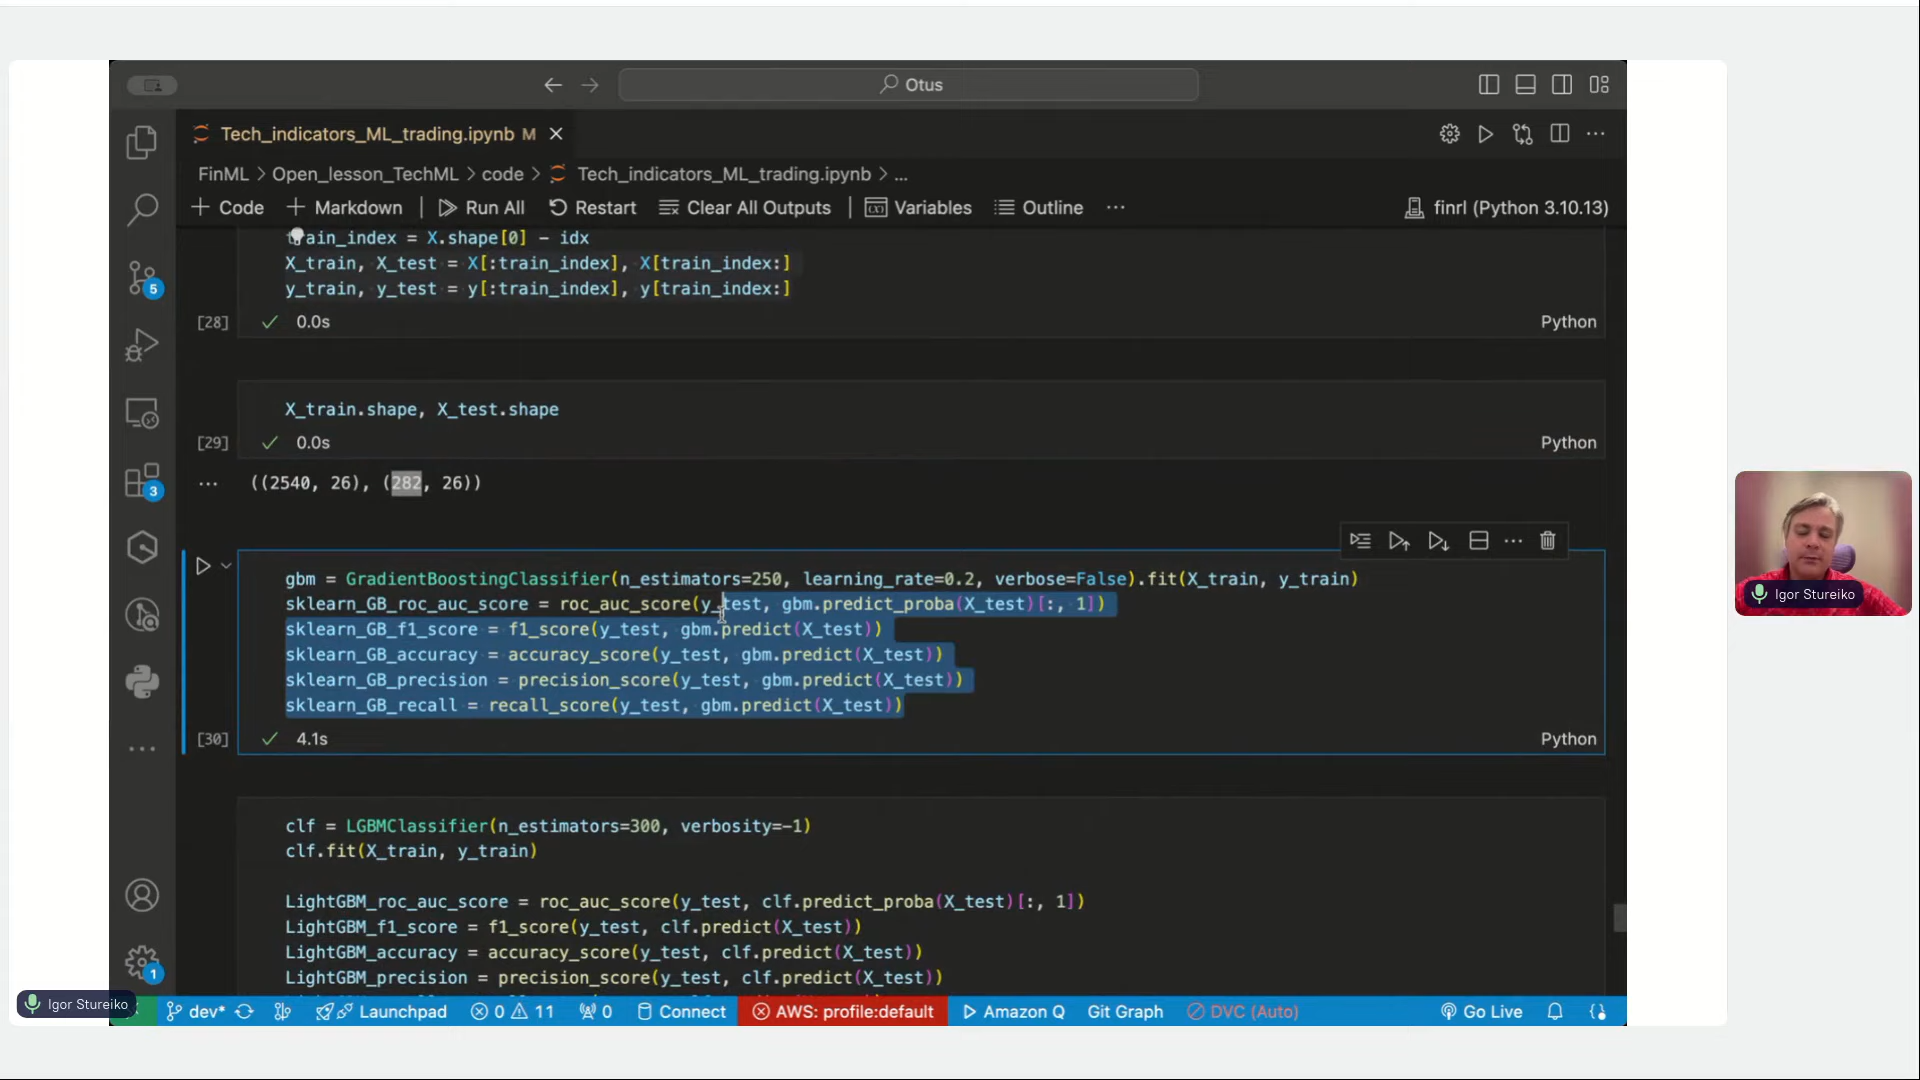 Otus
Tech_indicators_ML_trading.ipynb M
FinML > Open_lesson_TechML > code > Tech_indicators_ML_trading.ipynb > ...
+ Code + Markdown | Run All Restart Clear All Outputs | Variables Outline ... finrl (Python 3.10.13)
train_index = X.shape[0] - idx
X_train, X_test = X[:train_index], X[train_index:]
y_train, y_test = y[:train_index], y[train_index:]
[28] 0.0s Python
X_train.shape, X_test.shape
[29] 0.0s Python
... ((2540, 26), (282, 26))
gbm = GradientBoostingClassifier(n_estimators=250, learning_rate=0.2, verbose=False).fit(X_train, y_train)
sklearn_GB_roc_auc_score = roc_auc_score(y_test, gbm.predict_proba(X_test)[:, 1])
sklearn_GB_f1_score = f1_score(y_test, gbm.predict(X_test))
sklearn_GB_accuracy = accuracy_score(y_test, gbm.predict(X_test))
sklearn_GB_precision = precision_score(y_test, gbm.predict(X_test))
sklearn_GB_recall = recall_score(y_test, gbm.predict(X_test))
[30] 4.1s Python
clf = LGBMClassifier(n_estimators=300, verbosity=-1)
clf.fit(X_train, y_train)
LightGBM_roc_auc_score = roc_auc_score(y_test, clf.predict_proba(X_test)[:, 1])
LightGBM_f1_score = f1_score(y_test, clf.predict(X_test))
LightGBM_accuracy = accuracy_score(y_test, clf.predict(X_test))
LightGBM_precision = precision_score(y_test, clf.predict(X_test))
5
3
1
Igor Stureiko
Igor Stureiko
dev* Launchpad 0 11 0 Connect AWS: profile:default Amazon Q Git Graph DVC (Auto) Go Live